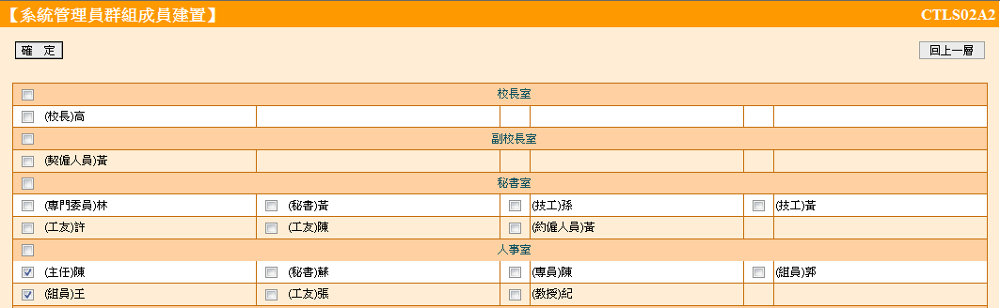 【系統管理員群組成員建置】 CTLS02A2
確 定 回上一層
校長室
(校長)高
副校長室
(契僱人員)黃
秘書室
(專門委員)林 (秘書)黃 (技工)孫 (技工)黃
(工友)許 (工友)陳 (約僱人員)黃
人事室
(主任)陳 (秘書)蘇 (專員)陳 (組員)郭
(組員)王 (工友)張 (教授)紀